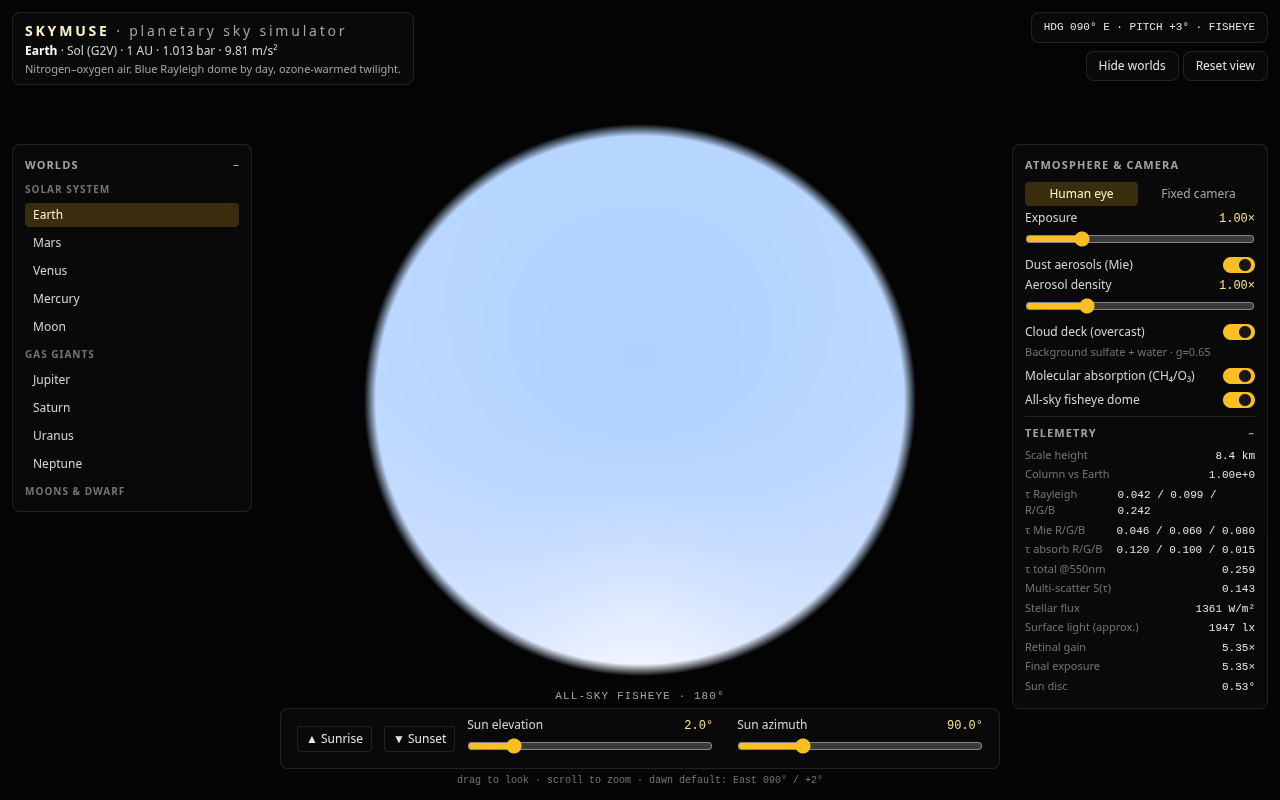 SKYMUSE · planetary sky simulator
Earth · Sol (G2V) · 1 AU · 1.013 bar · 9.81 m/s²
Nitrogen–oxygen air. Blue Rayleigh dome by day, ozone-warmed twilight.
HDG 090° E · PITCH +3° · FISHEYE
Hide worlds
Reset view
WORLDS –
SOLAR SYSTEM
Earth
Mars
Venus
Mercury
Moon
GAS GIANTS
Jupiter
Saturn
Uranus
Neptune
MOONS & DWARF
ATMOSPHERE & CAMERA
Human eye Fixed camera
Exposure 1.00×
Dust aerosols (Mie)
Aerosol density 1.00×
Cloud deck (overcast)
Background sulfate + water · g=0.65
Molecular absorption (CH₄/O₃)
All-sky fisheye dome
TELEMETRY –
Scale height 8.4 km
Column vs Earth 1.00e+0
τ Rayleigh R/G/B 0.042 / 0.099 / 0.242
τ Mie R/G/B 0.046 / 0.060 / 0.080
τ absorb R/G/B 0.120 / 0.100 / 0.015
τ total @550nm 0.259
Multi-scatter S(τ) 0.143
Stellar flux 1361 W/m²
Surface light (approx.) 1947 lx
Retinal gain 5.35×
Final exposure 5.35×
Sun disc 0.53°
ALL-SKY FISHEYE · 180°
▲ Sunrise
▼ Sunset
Sun elevation 2.0°
Sun azimuth 90.0°
drag to look · scroll to zoom · dawn default: East 090° / +2°